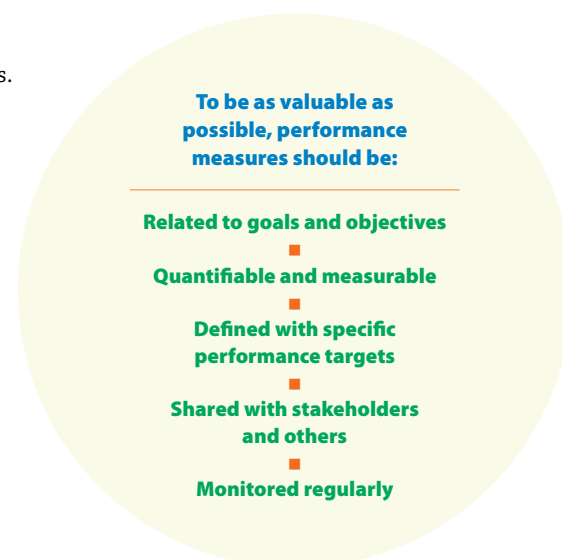 s.
To be as valuable as
possible, performance
measures should be:
Related to goals and objectives
Quantifiable and measurable
Defined with specific
performance targets
Shared with stakeholders
and others
Monitored regularly